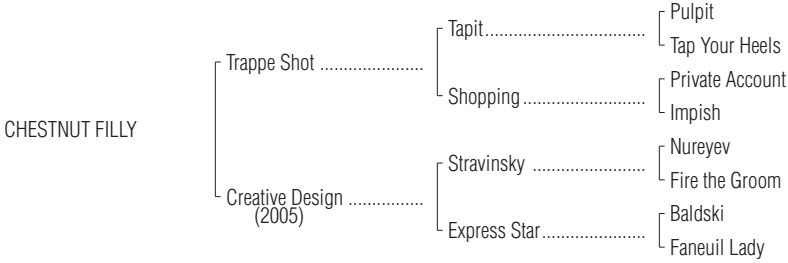 Pulpit
Tapit..................................
Tap Your Heels
Trappe Shot ......................
Private Account
Shopping..........................
Impish
CHESTNUT FILLY
Nureyev
Stravinsky ........................
Fire the Groom
Creative Design ................
(2005)
Baldski
Express Star......................
Faneuil Lady